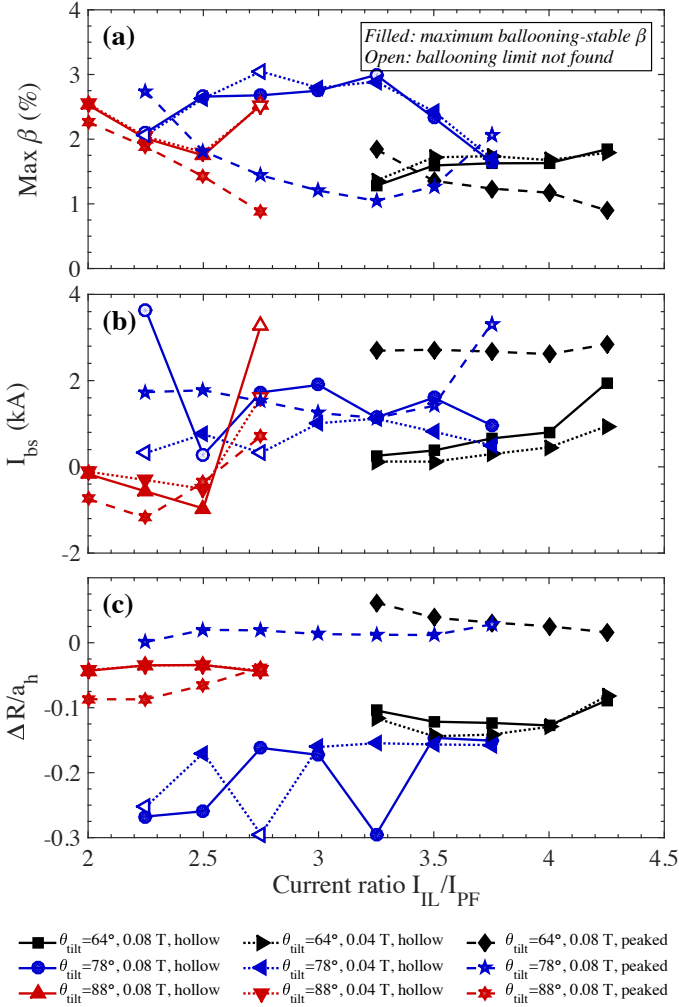 (a)
Filled: maximum ballooning-stable β
Open: ballooning limit not found
4
3
2
1
0
Max β (%)
(b)
4
2
0
-2
I_bs (kA)
(c)
0
-0.1
-0.2
-0.3
ΔR/a_h
2 2.5 3 3.5 4 4.5
Current ratio I_IL/I_PF
θ_tilt=64°, 0.08 T, hollow θ_tilt=64°, 0.04 T, hollow θ_tilt=64°, 0.08 T, peaked
θ_tilt=78°, 0.08 T, hollow θ_tilt=78°, 0.04 T, hollow θ_tilt=78°, 0.08 T, peaked
θ_tilt=88°, 0.08 T, hollow θ_tilt=88°, 0.04 T, hollow θ_tilt=88°, 0.08 T, peaked